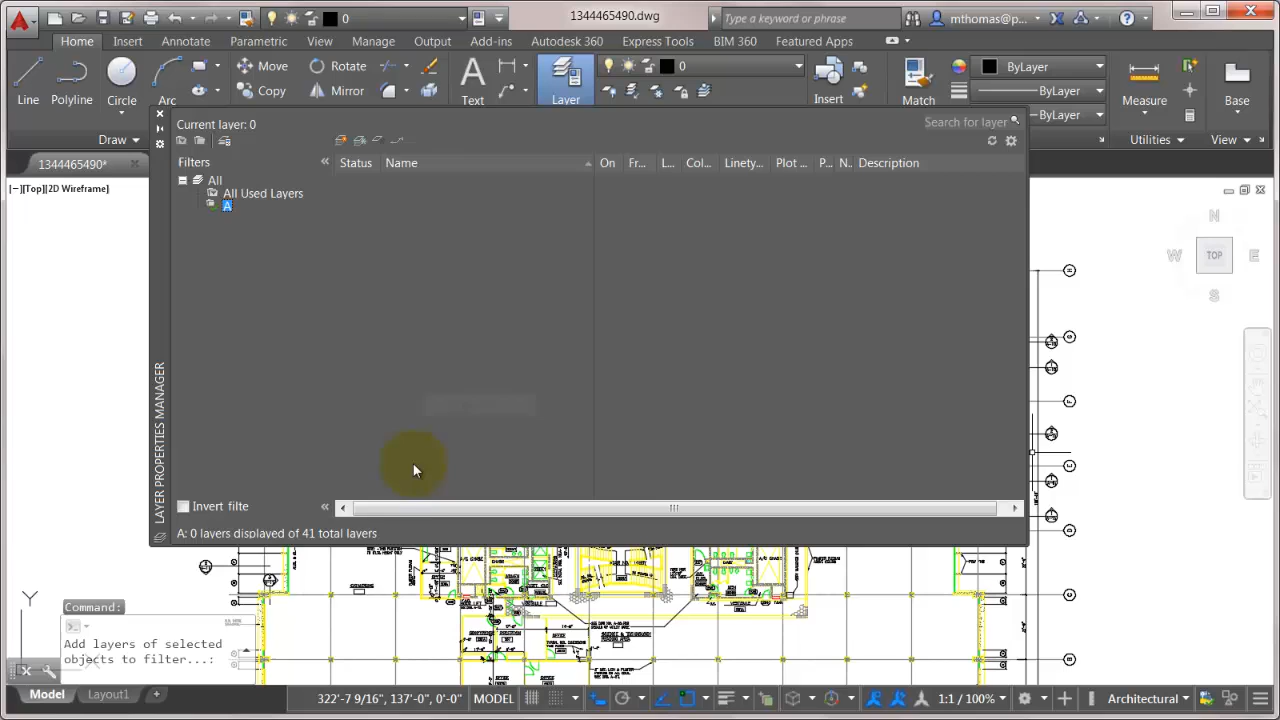 0
1344465490.dwg
Type a keyword or phrase
mthomas@p...
Home Insert Annotate Parametric View Manage Output Add-ins Autodesk 360 Express Tools BIM 360 Featured Apps
Line Polyline Circle Arc
Move
Copy
Rotate
Mirror
Text
Layer
0
Insert
Match
ByLayer
ByLayer
ByLayer
Measure
Base
Draw
Utilities
View
Current layer: 0
Search for layer
1344465490*
[−][Top][2D Wireframe]
Filters
Status Name On Fr... L... Col... Linety... Plot ... P... N.. Description
All
All Used Layers
A
N
W TOP E
S
LAYER PROPERTIES MANAGER
Invert filte
A: 0 layers displayed of 41 total layers
H
G
F
E
D
C
B
OFFICE
Y
Command:
Add layers of selected
objects to filter...:
Model Layout1 +
322'-7 9/16", 137'-0", 0'-0" MODEL
1:1 / 100%
Architectural